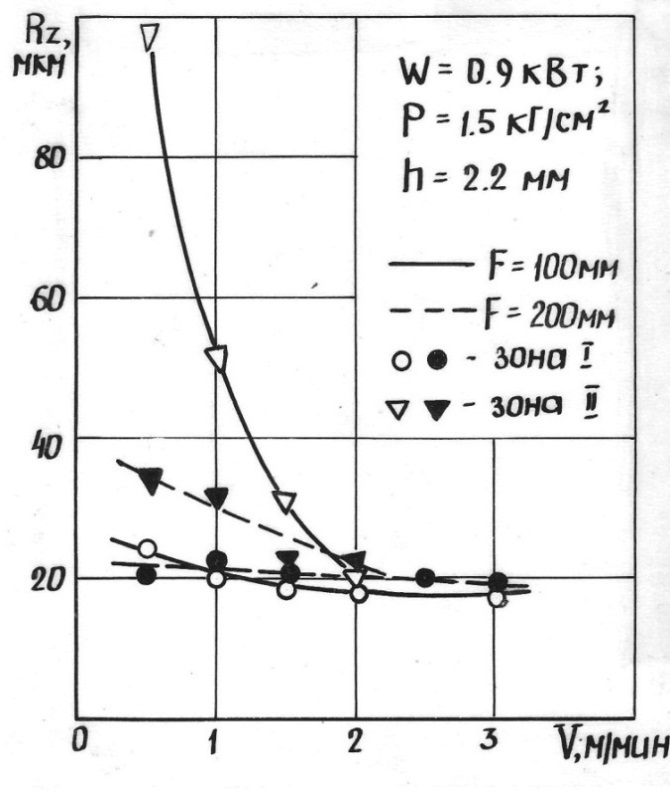 Rz,
мкм
W = 0.9 кВт;
P = 1.5 кГ/см²
h = 2.2 мм
F = 100мм
F = 200мм
- зона I
- зона II
80
60
40
20
0 1 2 3 V, м/мин